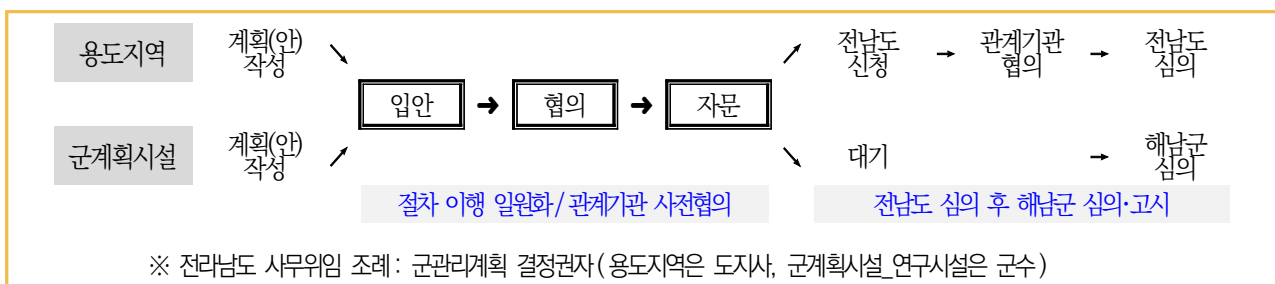 용도지역
계획(안)
작성
↘
입안 ➜ 협의 ➜ 자문
↗
전남도
신청
→
관계기관
협의
→
전남도
심의
군계획시설
계획(안)
작성
↗
↘
대기
→
해남군
심의
절차 이행 일원화/관계기관 사전협의
전남도 심의 후 해남군 심의·고시
※ 전라남도 사무위임 조례: 군관리계획 결정권자(용도지역은 도지사, 군계획시설_연구시설은 군수)